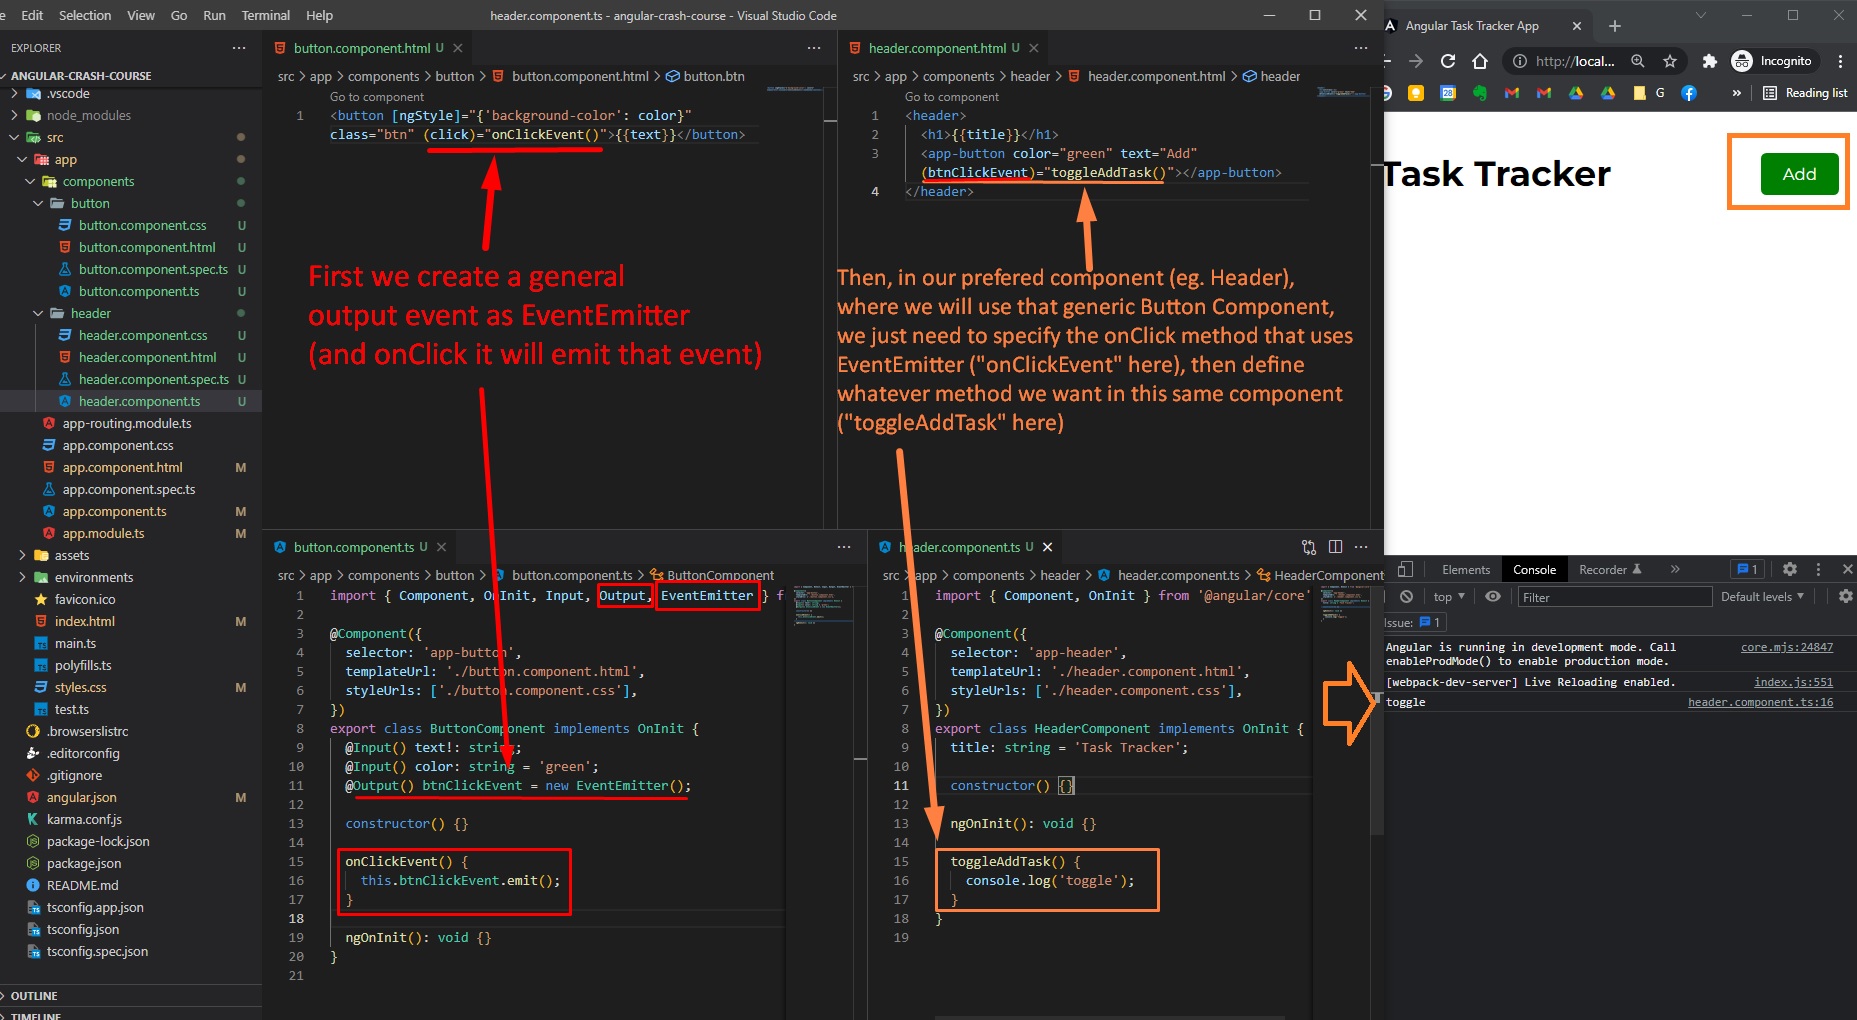 Edit Selection View Go Run Terminal Help
header.component.ts - angular-crash-course - Visual Studio Code
EXPLORER
ANGULAR-CRASH-COURSE
.vscode
node_modules
src
app
components
button
button.component.css U
button.component.html U
button.component.spec.ts U
button.component.ts U
header
header.component.css U
header.component.html U
header.component.spec.ts U
header.component.ts U
app-routing.module.ts
app.component.css
app.component.html M
app.component.spec.ts
app.component.ts M
app.module.ts M
assets
environments
favicon.ico
index.html M
main.ts
polyfills.ts
styles.css M
test.ts
.browserslistrc
.editorconfig
.gitignore
angular.json M
karma.conf.js
package-lock.json
package.json
README.md
tsconfig.app.json
tsconfig.json
tsconfig.spec.json
OUTLINE
TIMELINE
button.component.html U
src > app > components > button > button.component.html > button.btn
Go to component
1 <button [ngStyle]="{'background-color': color}"
class="btn" (click)="onClickEvent()">{{text}}</button>
First we create a general
output event as EventEmitter
(and onClick it will emit that event)
header.component.html U
src > app > components > header > header.component.html > header
Go to component
1 <header>
2 <h1>{{title}}</h1>
3 <app-button color="green" text="Add"
(btnClickEvent)="toggleAddTask()"></app-button>
4 </header>
Then, in our prefered component (eg. Header),
where we will use that generic Button Component,
we just need to specify the onClick method that uses
EventEmitter ("onClickEvent" here), then define
whatever method we want in this same component
("toggleAddTask" here)
button.component.ts U
src > app > components > button > button.component.ts > ButtonComponent
1 import { Component, OnInit, Input, Output, EventEmitter } f
2
3 @Component({
4 selector: 'app-button',
5 templateUrl: './button.component.html',
6 styleUrls: ['./button.component.css'],
7 })
8 export class ButtonComponent implements OnInit {
9 @Input() text!: string;
10 @Input() color: string = 'green';
11 @Output() btnClickEvent = new EventEmitter();
12
13 constructor() {}
14
15 onClickEvent() {
16 this.btnClickEvent.emit();
17 }
18
19 ngOnInit(): void {}
20 }
21
header.component.ts U
src > app > components > header > header.component.ts > HeaderComponent
1 import { Component, OnInit } from '@angular/core'
2
3 @Component({
4 selector: 'app-header',
5 templateUrl: './header.component.html',
6 styleUrls: ['./header.component.css'],
7 })
8 export class HeaderComponent implements OnInit {
9 title: string = 'Task Tracker';
10
11 constructor() {}
12
13 ngOnInit(): void {}
14
15 toggleAddTask() {
16 console.log('toggle');
17 }
18 }
19
Angular Task Tracker App
http://local... Incognito
28 G » Reading list
Task Tracker
Add
Elements Console Recorder » 1
top Filter Default levels
Issue: 1
Angular is running in development mode. Call core.mjs:24847
enableProdMode() to enable production mode.
[webpack-dev-server] Live Reloading enabled. index.js:551
toggle header.component.ts:16